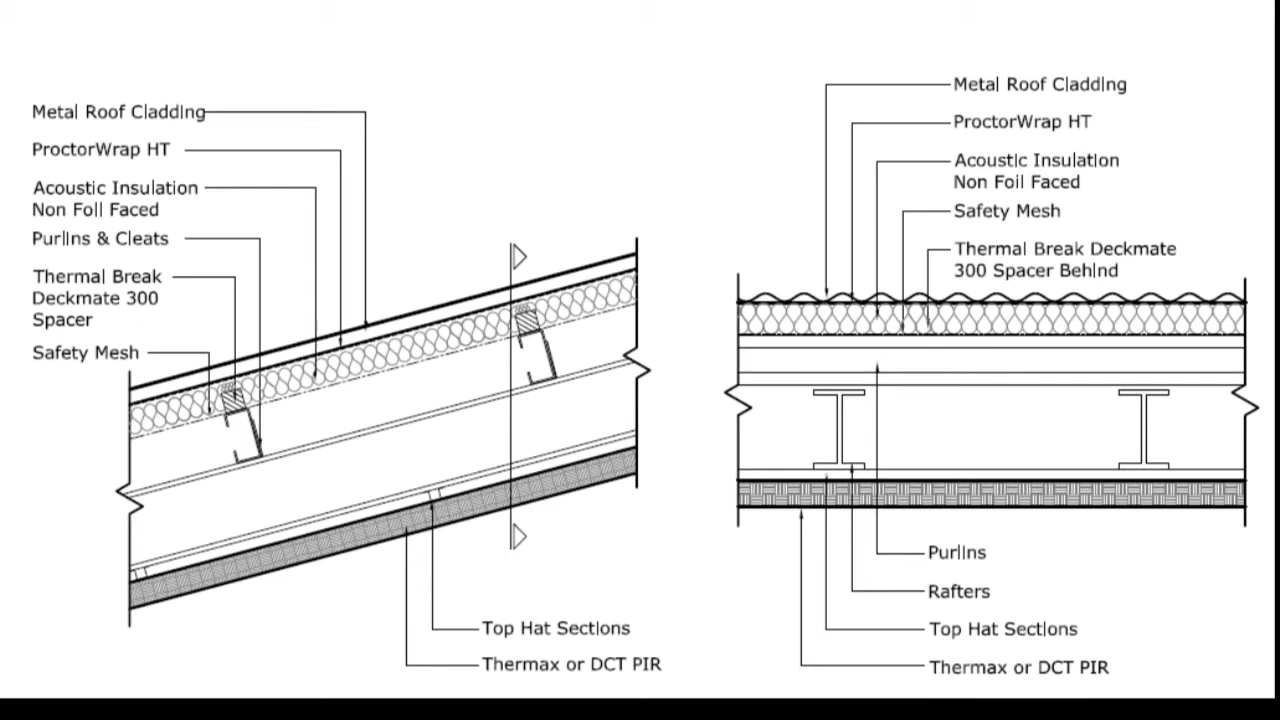 Metal Roof Cladding
ProctorWrap HT
Acoustic Insulation
Non Foil Faced
Purlins & Cleats
Thermal Break
Deckmate 300
Spacer
Safety Mesh
Top Hat Sections
Thermax or DCT PIR
Metal Roof Cladding
ProctorWrap HT
Acoustic Insulation
Non Foil Faced
Safety Mesh
Thermal Break Deckmate
300 Spacer Behind
Purlins
Rafters
Top Hat Sections
Thermax or DCT PIR